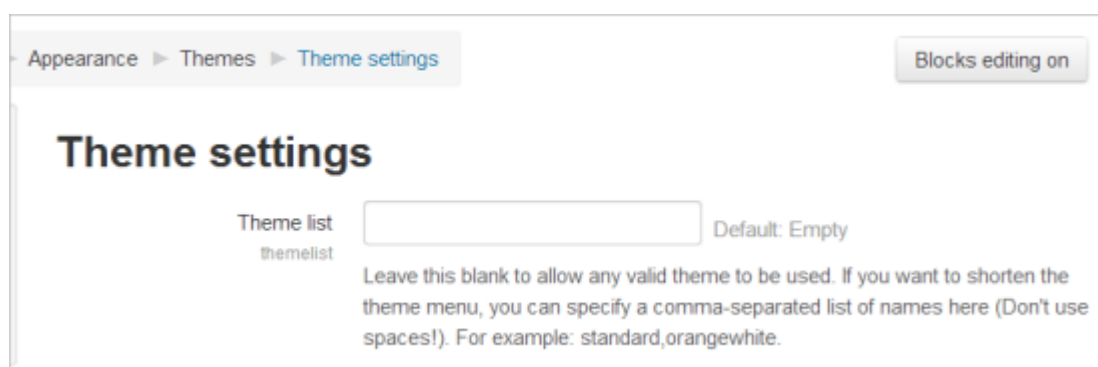 Appearance ► Themes ► Theme settings
Blocks editing on
Theme settings
Theme list
Default: Empty
themelist
Leave this blank to allow any valid theme to be used. If you want to shorten the
theme menu, you can specify a comma-separated list of names here (Don't use
spaces!). For example: standard,orangewhite.